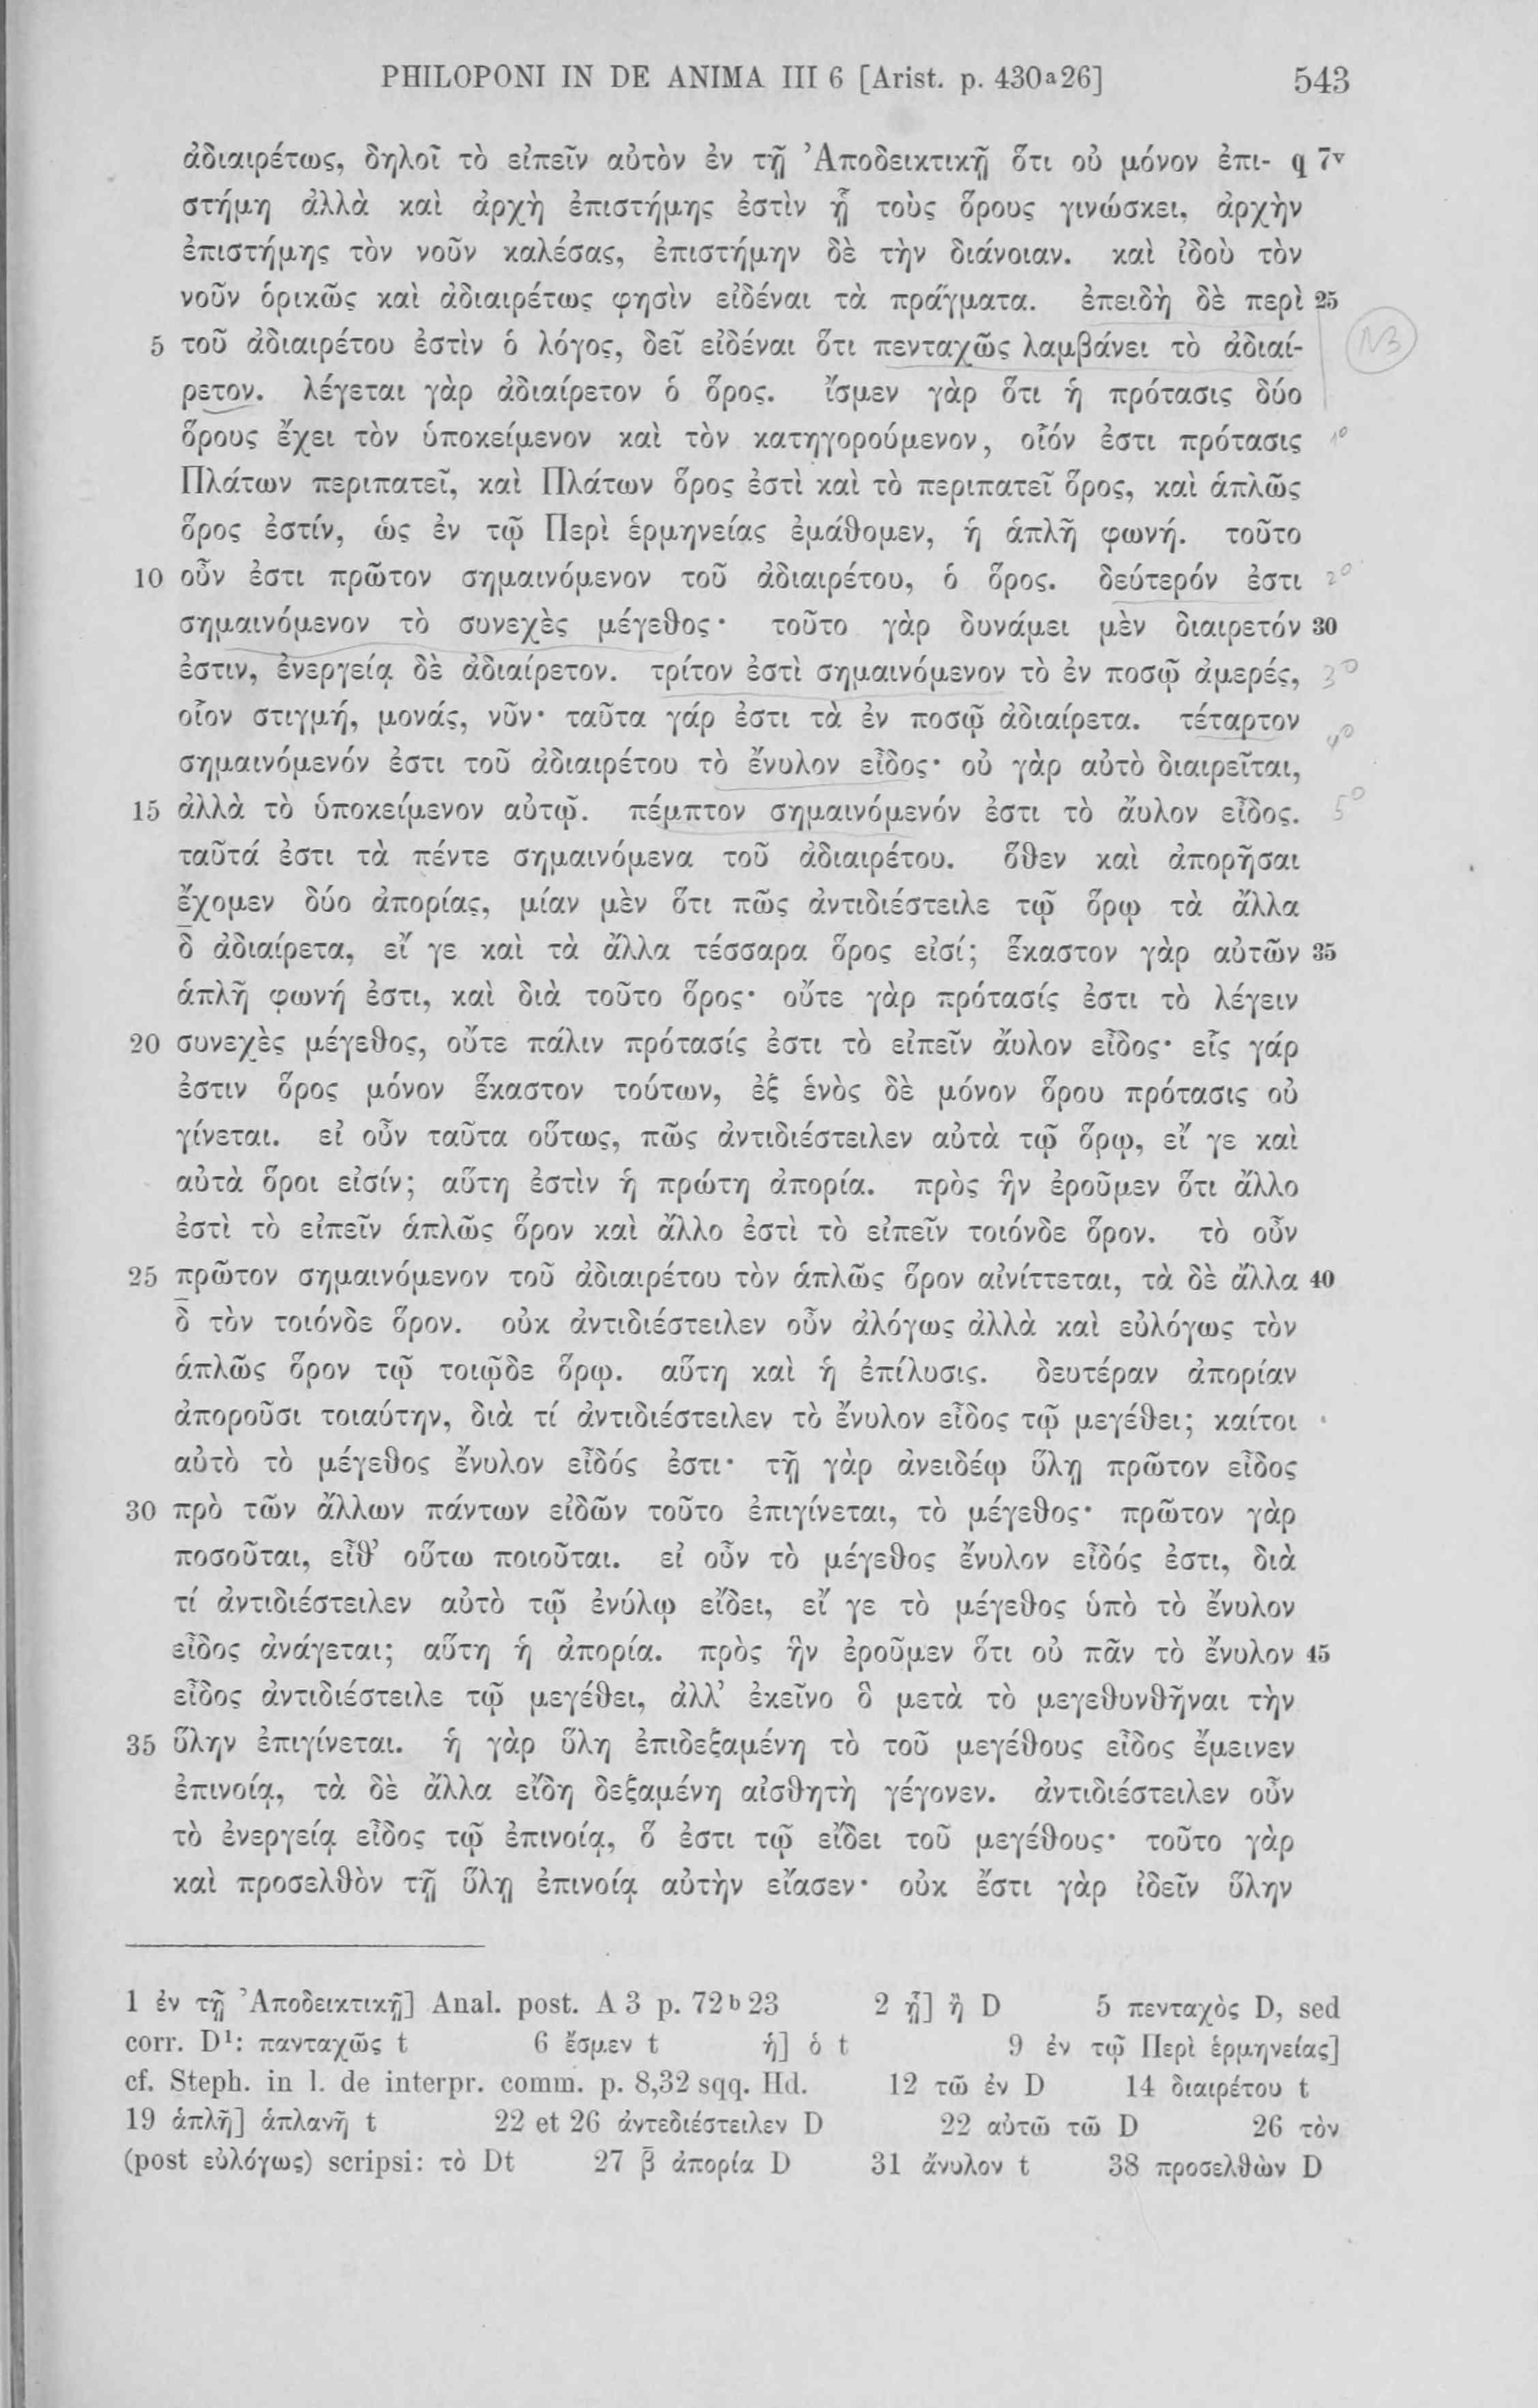 PHILOPONI IN DE ANIMA III 6 [Arist. p. 430a26] 543
ἀδιαιρέτως, δηλοῖ τὸ εἰπεῖν αὐτὸν ἐν τῇ Ἀποδεικτικῇ ὅτι οὐ μόνον ἐπι- q 7v
στήμη ἀλλὰ καὶ ἀρχὴ ἐπιστήμης ἐστὶν ᾗ τοὺς ὅρους γινώσκει, ἀρχὴν
ἐπιστήμης τὸν νοῦν καλέσας, ἐπιστήμην δὲ τὴν διάνοιαν. καὶ ἰδοὺ τὸν
νοῦν ὁρικῶς καὶ ἀδιαιρέτως φησὶν εἰδέναι τὰ πράγματα. ἐπειδὴ δὲ περὶ 25
5 τοῦ ἀδιαιρέτου ἐστὶν ὁ λόγος, δεῖ εἰδέναι ὅτι πενταχῶς λαμβάνει τὸ ἀδιαί- NB
ρετον. λέγεται γὰρ ἀδιαίρετον ὁ ὅρος. ἴσμεν γὰρ ὅτι ἡ πρότασις δύο
ὅρους ἔχει τὸν ὑποκείμενον καὶ τὸν κατηγορούμενον, οἷόν ἐστι πρότασις 1º
Πλάτων περιπατεῖ, καὶ Πλάτων ὅρος ἐστὶ καὶ τὸ περιπατεῖ ὅρος, καὶ ἁπλῶς
ὅρος ἐστίν, ὡς ἐν τῷ Περὶ ἑρμηνείας ἐμάθομεν, ἡ ἁπλῆ φωνή. τοῦτο
10 οὖν ἐστι πρῶτον σημαινόμενον τοῦ ἀδιαιρέτου, ὁ ὅρος. δεύτερόν ἐστι 2º
σημαινόμενον τὸ συνεχὲς μέγεθος· τοῦτο γὰρ δυνάμει μὲν διαιρετόν 30
ἐστιν, ἐνεργείᾳ δὲ ἀδιαίρετον. τρίτον ἐστὶ σημαινόμενον τὸ ἐν ποσῷ ἀμερές, 3º
οἷον στιγμή, μονάς, νῦν· ταῦτα γάρ ἐστι τὰ ἐν ποσῷ ἀδιαίρετα. τέταρτον 4º
σημαινόμενόν ἐστι τοῦ ἀδιαιρέτου τὸ ἔνυλον εἶδος· οὐ γὰρ αὐτὸ διαιρεῖται,
15 ἀλλὰ τὸ ὑποκείμενον αὐτῷ. πέμπτον σημαινόμενόν ἐστι τὸ ἄυλον εἶδος. 5º
ταῦτά ἐστι τὰ πέντε σημαινόμενα τοῦ ἀδιαιρέτου. ὅθεν καὶ ἀπορῆσαι
ἔχομεν δύο ἀπορίας, μίαν μὲν ὅτι πῶς ἀντιδιέστειλε τῷ ὅρῳ τὰ ἄλλα
δ̄ ἀδιαίρετα, εἴ γε καὶ τὰ ἄλλα τέσσαρα ὅρος εἰσί; ἕκαστον γὰρ αὐτῶν 35
ἁπλῆ φωνή ἐστι, καὶ διὰ τοῦτο ὅρος· οὔτε γὰρ πρότασίς ἐστι τὸ λέγειν
20 συνεχὲς μέγεθος, οὔτε πάλιν πρότασίς ἐστι τὸ εἰπεῖν ἄυλον εἶδος· εἷς γάρ
ἐστιν ὅρος μόνον ἕκαστον τούτων, ἐξ ἑνὸς δὲ μόνον ὅρου πρότασις οὐ
γίνεται. εἰ οὖν ταῦτα οὕτως, πῶς ἀντιδιέστειλεν αὐτὰ τῷ ὅρῳ, εἴ γε καὶ
αὐτὰ ὅροι εἰσίν; αὕτη ἐστὶν ἡ πρώτη ἀπορία. πρὸς ἣν ἐροῦμεν ὅτι ἄλλο
ἐστὶ τὸ εἰπεῖν ἁπλῶς ὅρον καὶ ἄλλο ἐστὶ τὸ εἰπεῖν τοιόνδε ὅρον. τὸ οὖν
25 πρῶτον σημαινόμενον τοῦ ἀδιαιρέτου τὸν ἁπλῶς ὅρον αἰνίττεται, τὰ δὲ ἄλλα 40
δ̄ τὸν τοιόνδε ὅρον. οὐκ ἀντιδιέστειλεν οὖν ἀλόγως ἀλλὰ καὶ εὐλόγως τὸν
ἁπλῶς ὅρον τῷ τοιῷδε ὅρῳ. αὕτη καὶ ἡ ἐπίλυσις. δευτέραν ἀπορίαν
ἀποροῦσι τοιαύτην, διὰ τί ἀντιδιέστειλεν τὸ ἔνυλον εἶδος τῷ μεγέθει; καίτοι
αὐτὸ τὸ μέγεθος ἔνυλον εἶδός ἐστι· τῇ γὰρ ἀνειδέῳ ὕλῃ πρῶτον εἶδος
30 πρὸ τῶν ἄλλων πάντων εἰδῶν τοῦτο ἐπιγίνεται, τὸ μέγεθος· πρῶτον γὰρ
ποσοῦται, εἶθ’ οὕτω ποιοῦται. εἰ οὖν τὸ μέγεθος ἔνυλον εἶδός ἐστι, διὰ
τί ἀντιδιέστειλεν αὐτὸ τῷ ἐνύλῳ εἴδει, εἴ γε τὸ μέγεθος ὑπὸ τὸ ἔνυλον
εἶδος ἀνάγεται; αὕτη ἡ ἀπορία. πρὸς ἣν ἐροῦμεν ὅτι οὐ πᾶν τὸ ἔνυλον 45
εἶδος ἀντιδιέστειλε τῷ μεγέθει, ἀλλ’ ἐκεῖνο ὃ μετὰ τὸ μεγεθυνθῆναι τὴν
35 ὕλην ἐπιγίνεται. ἡ γὰρ ὕλη ἐπιδεξαμένη τὸ τοῦ μεγέθους εἶδος ἔμεινεν
ἐπινοίᾳ, τὰ δὲ ἄλλα εἴδη δεξαμένη αἰσθητὴ γέγονεν. ἀντιδιέστειλεν οὖν
τὸ ἐνεργείᾳ εἶδος τῷ ἐπινοίᾳ, ὅ ἐστι τῷ εἴδει τοῦ μεγέθους· τοῦτο γὰρ
καὶ προσελθὸν τῇ ὕλῃ ἐπινοίᾳ αὐτὴν εἴασεν· οὐκ ἔστι γὰρ ἰδεῖν ὕλην
1 ἐν τῇ Ἀποδεικτικῇ] Anal. post. A 3 p. 72b23 2 ᾗ] ἢ D 5 πενταχὸς D, sed
corr. D¹: πανταχῶς t 6 ἔσμεν t ἡ] ὁ t 9 ἐν τῷ Περὶ ἑρμηνείας]
cf. Steph. in l. de interpr. comm. p. 8,32 sqq. Hd. 12 τῶ ἐν D 14 διαιρέτου t
19 ἁπλῆ] ἁπλανῆ t 22 et 26 ἀντεδιέστειλεν D 22 αὐτῶ τῶ D 26 τὸν
(post εὐλόγως) scripsi: τὸ Dt 27 β̄ ἀπορία D 31 ἄνυλον t 38 προσελθὼν D